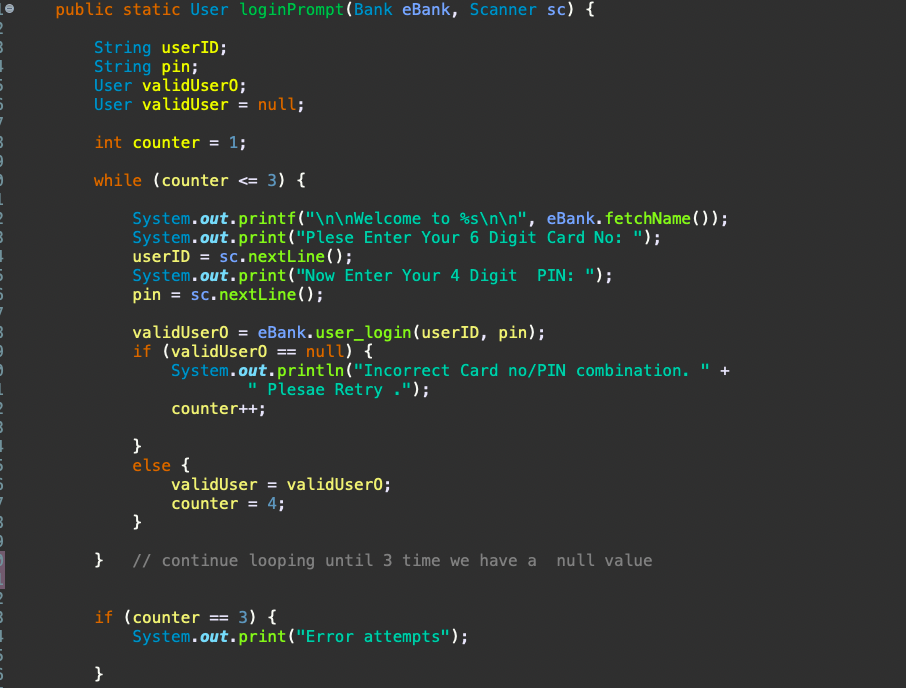 public static User loginPrompt(Bank eBank, Scanner sc) {
String userID;
String pin;
User validUserO;
User validUser = null;
int counter = 1;
while (counter <= 3) {
System.out.printf("\n\nWelcome to %s\n\n", eBank.fetchName());
System.out.print("Plese Enter Your 6 Digit Card No: ");
userID = sc.nextLine();
System.out.print("Now Enter Your 4 Digit  PIN: ");
pin = sc.nextLine();
validUserO = eBank.user_login(userID, pin);
if (validUserO == null) {
System.out.println("Incorrect Card no/PIN combination. " +
" Plesae Retry .");
counter++;
}
else {
validUser = validUserO;
counter = 4;
}
}   // continue looping until 3 time we have a  null value
if (counter == 3) {
System.out.print("Error attempts");
}